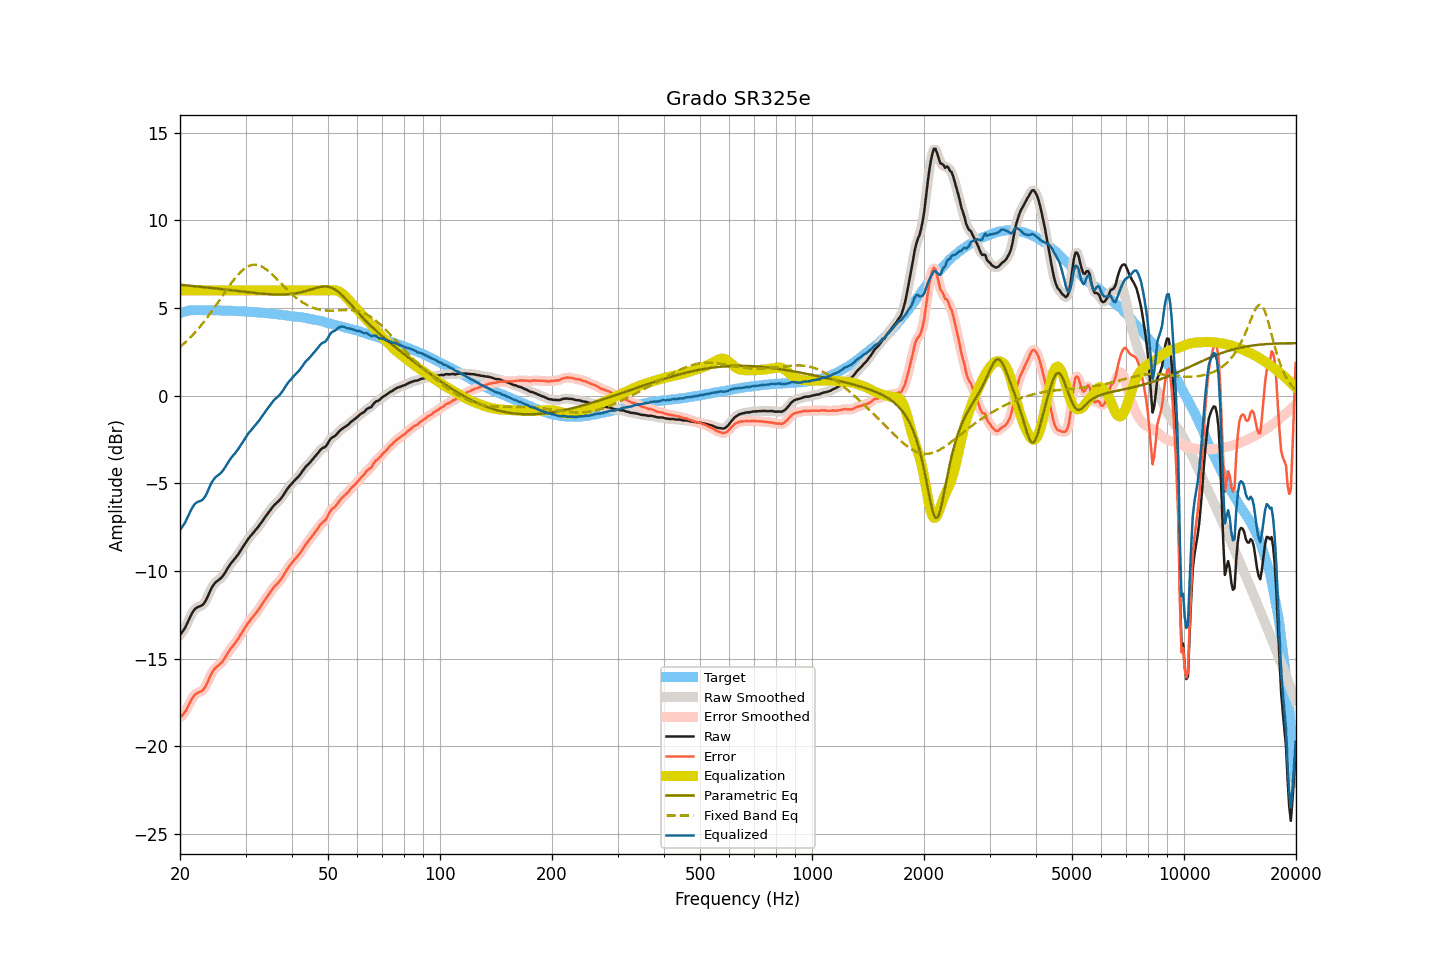 Grado SR325e
15
10
5
0
−5
−10
−15
−20
−25
Amplitude (dBr)
Target
Raw Smoothed
Error Smoothed
Raw
Error
Equalization
Parametric Eq
Fixed Band Eq
Equalized
20 50 100 200 500 1000 2000 5000 10000 20000
Frequency (Hz)